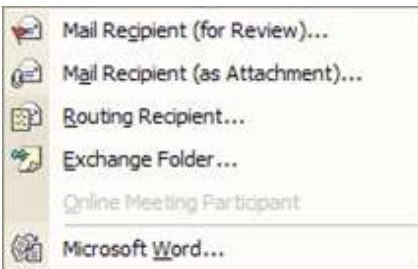 Mail Recipient (for Review)...
Mail Recipient (as Attachment)...
Routing Recipient...
Exchange Folder...
Online Meeting Participant
Microsoft Word...